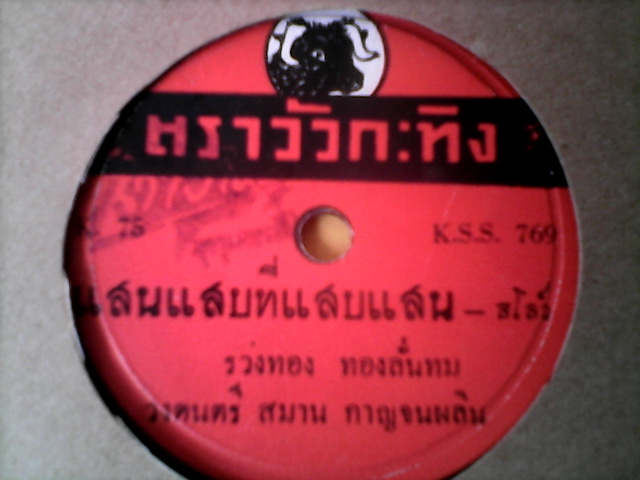 ตราวัวกะทิง
75 K.S.S. 769
แสนแสบที่แสบแสน - สโลว์
รวงทอง ทองลั่นทม
วงดนตรี สมาน กาญจนผลิน